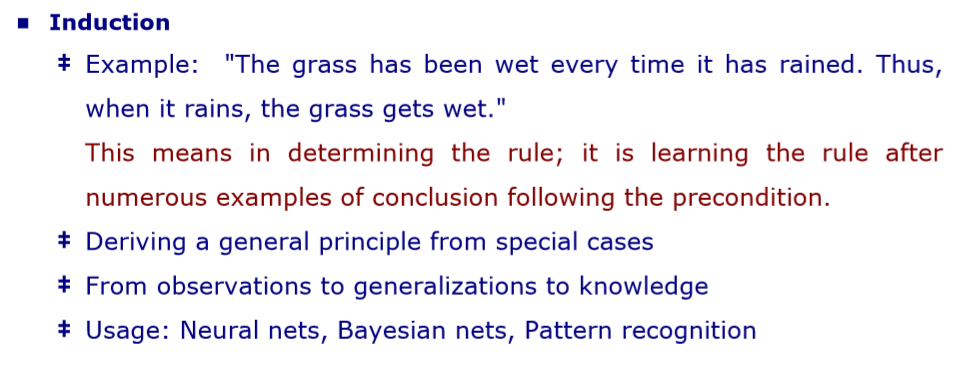 ▪ Induction
‡ Example: "The grass has been wet every time it has rained. Thus,
when it rains, the grass gets wet."
This means in determining the rule; it is learning the rule after
numerous examples of conclusion following the precondition.
‡ Deriving a general principle from special cases
‡ From observations to generalizations to knowledge
‡ Usage: Neural nets, Bayesian nets, Pattern recognition